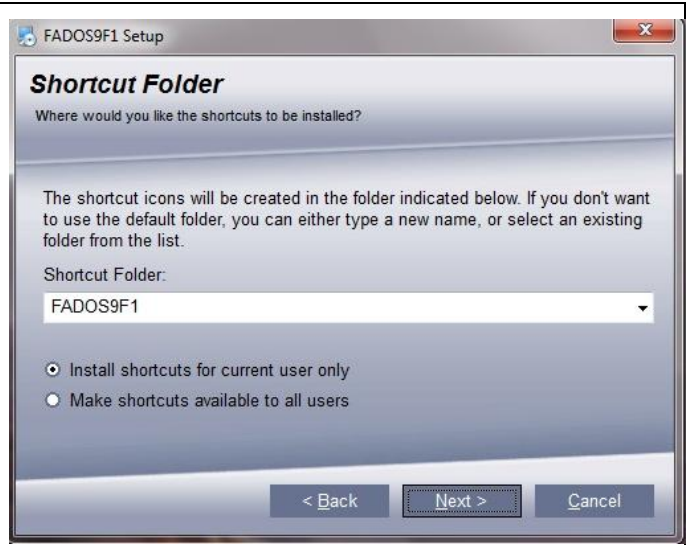 FADOS9F1 Setup
Shortcut Folder
Where would you like the shortcuts to be installed?
The shortcut icons will be created in the folder indicated below. If you don't want
to use the default folder, you can either type a new name, or select an existing
folder from the list.
Shortcut Folder:
FADOS9F1
Install shortcuts for current user only
Make shortcuts available to all users
< Back
Next >
Cancel